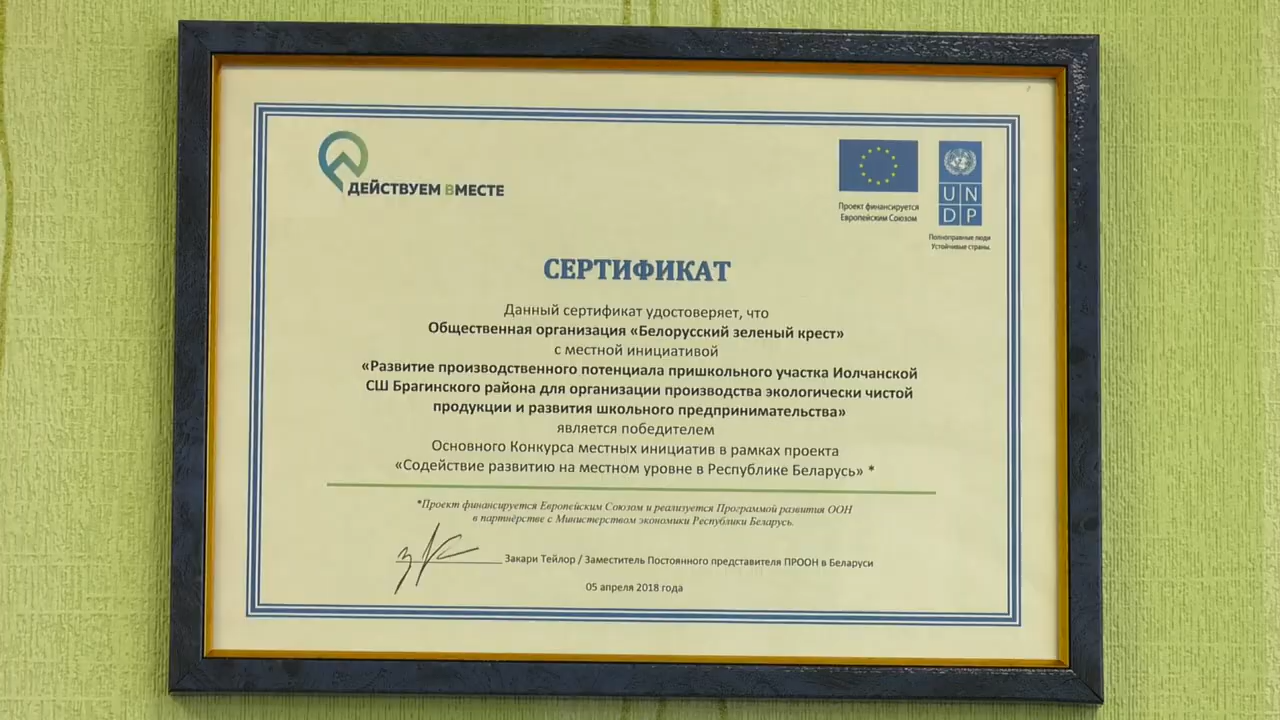 ДЕЙСТВУЕМ ВМЕСТЕ
Проект финансируется
Европейским Союзом
UN
DP
Полноправные люди
Устойчивые страны.
СЕРТИФИКАТ
Данный сертификат удостоверяет, что
Общественная организация «Белорусский зеленый крест»
с местной инициативой
«Развитие производственного потенциала пришкольного участка Иолчанской
СШ Брагинского района для организации производства экологически чистой
продукции и развития школьного предпринимательства»
является победителем
Основного Конкурса местных инициатив в рамках проекта
«Содействие развитию на местном уровне в Республике Беларусь» *
*Проект финансируется Европейским Союзом и реализуется Программой развития ООН
в партнёрстве с Министерством экономики Республики Беларусь.
Закари Тейлор / Заместитель Постоянного представителя ПРООН в Беларуси
05 апреля 2018 года